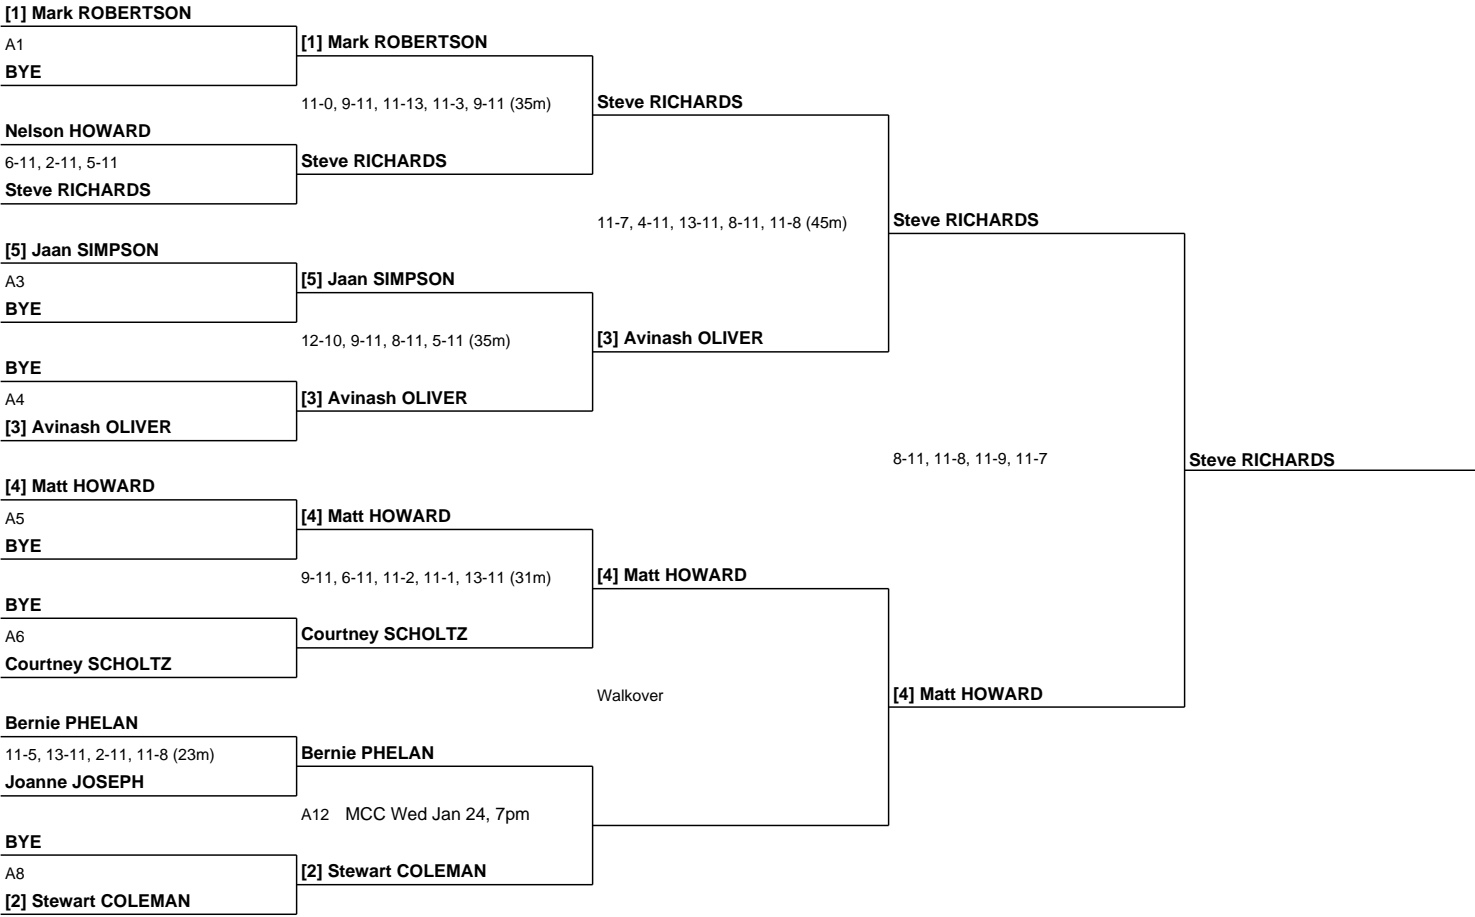 [1] Mark ROBERTSON
A1
BYE
Nelson HOWARD
6-11, 2-11, 5-11
Steve RICHARDS
[5] Jaan SIMPSON
A3
BYE
BYE
A4
[3] Avinash OLIVER
[4] Matt HOWARD
A5
BYE
BYE
A6
Courtney SCHOLTZ
Bernie PHELAN
11-5, 13-11, 2-11, 11-8 (23m)
Joanne JOSEPH
BYE
A8
[2] Stewart COLEMAN
[1] Mark ROBERTSON
11-0, 9-11, 11-13, 11-3, 9-11 (35m)
Steve RICHARDS
[5] Jaan SIMPSON
12-10, 9-11, 8-11, 5-11 (35m)
[3] Avinash OLIVER
[4] Matt HOWARD
9-11, 6-11, 11-2, 11-1, 13-11 (31m)
Courtney SCHOLTZ
Bernie PHELAN
A12 MCC Wed Jan 24, 7pm
[2] Stewart COLEMAN
Steve RICHARDS
11-7, 4-11, 13-11, 8-11, 11-8 (45m)
[3] Avinash OLIVER
[4] Matt HOWARD
Walkover
Steve RICHARDS
8-11, 11-8, 11-9, 11-7
[4] Matt HOWARD
Steve RICHARDS